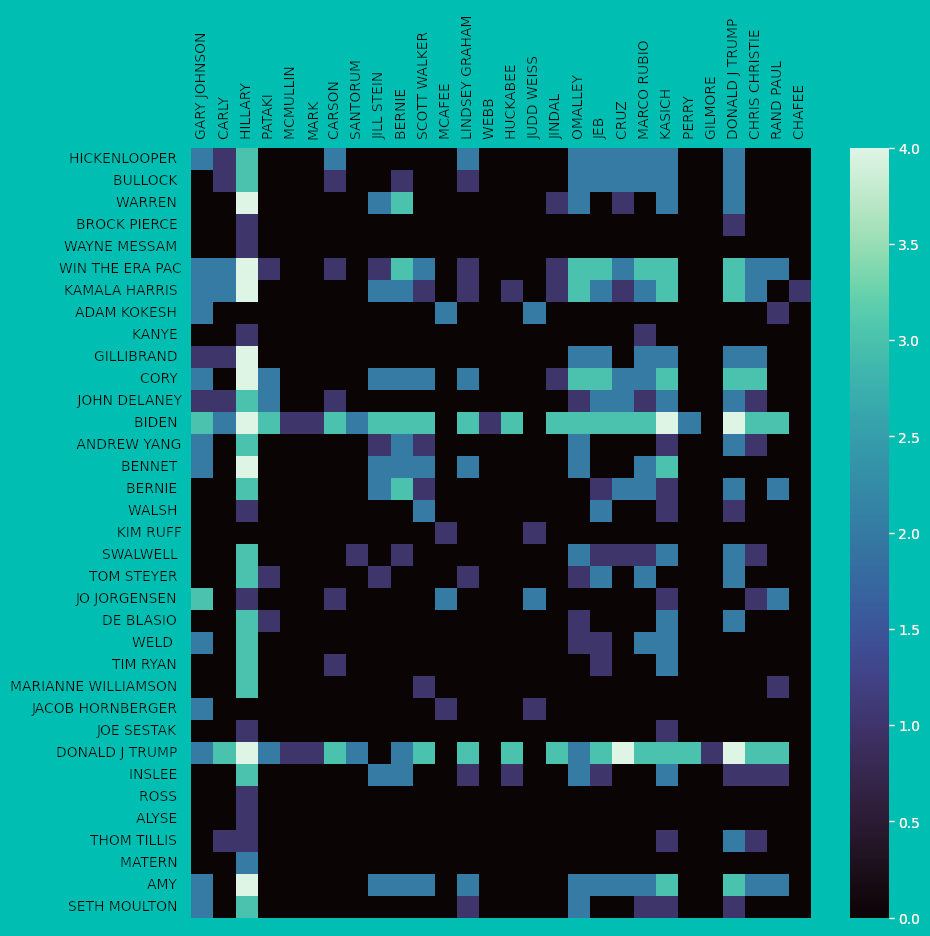 GARY JOHNSON
CARLY
HILLARY
PATAKI
MCMULLIN
MARK
CARSON
SANTORUM
JILL STEIN
BERNIE
SCOTT WALKER
MCAFEE
LINDSEY GRAHAM
WEBB
HUCKABEE
JUDD WEISS
JINDAL
OMALLEY
JEB
CRUZ
MARCO RUBIO
KASICH
PERRY
GILMORE
DONALD J TRUMP
CHRIS CHRISTIE
RAND PAUL
CHAFEE
HICKENLOOPER
BULLOCK
WARREN
BROCK PIERCE
WAYNE MESSAM
WIN THE ERA PAC
KAMALA HARRIS
ADAM KOKESH
KANYE
GILLIBRAND
CORY
JOHN DELANEY
BIDEN
ANDREW YANG
BENNET
BERNIE
WALSH
KIM RUFF
SWALWELL
TOM STEYER
JO JORGENSEN
DE BLASIO
WELD
TIM RYAN
MARIANNE WILLIAMSON
JACOB HORNBERGER
JOE SESTAK
DONALD J TRUMP
INSLEE
ROSS
ALYSE
THOM TILLIS
MATERN
AMY
SETH MOULTON
4.0
3.5
3.0
2.5
2.0
1.5
1.0
0.5
0.0